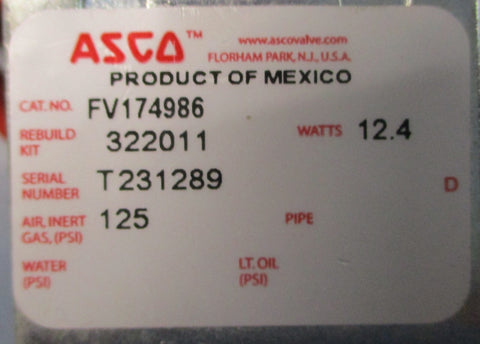 ASCO™ www.ascovalve.com
FLORHAM PARK, N.J., U.S.A.
PRODUCT OF MEXICO
CAT. NO. FV174986
REBUILD KIT 322011 WATTS 12.4
SERIAL NUMBER T231289
D
AIR, INERT GAS, (PSI) 125 PIPE
WATER (PSI) LT. OIL (PSI)